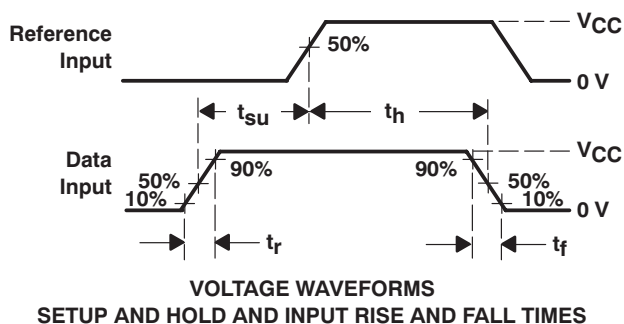 Reference
Input
50%
VCC
0 V
tsu
th
Data
Input
50%
10%
90%
90%
50%
10%
VCC
0 V
tr
tf
VOLTAGE WAVEFORMS
SETUP AND HOLD AND INPUT RISE AND FALL TIMES